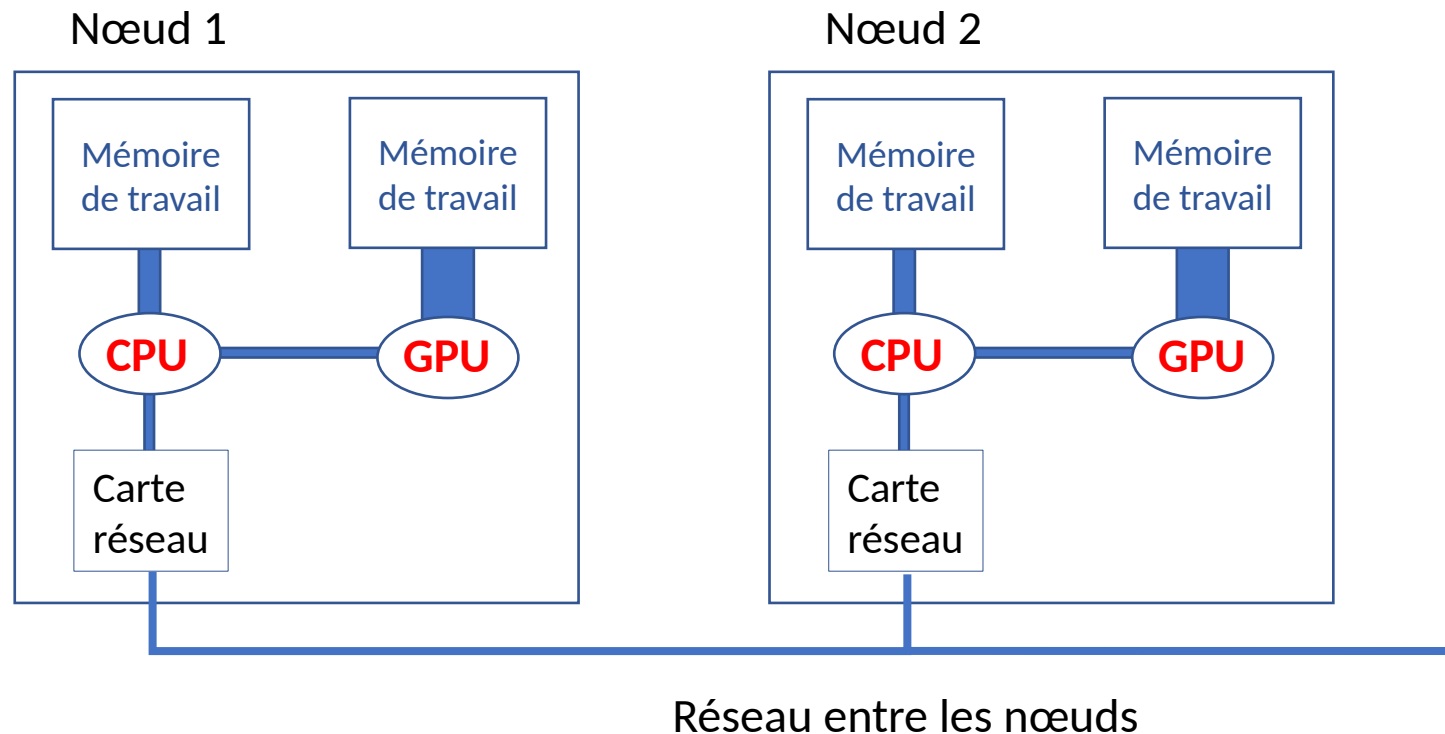 Nœud 1
Nœud 2
Mémoire
de travail
Mémoire
de travail
Mémoire
de travail
Mémoire
de travail
CPU
GPU
CPU
GPU
Carte
réseau
Carte
réseau
Réseau entre les nœuds